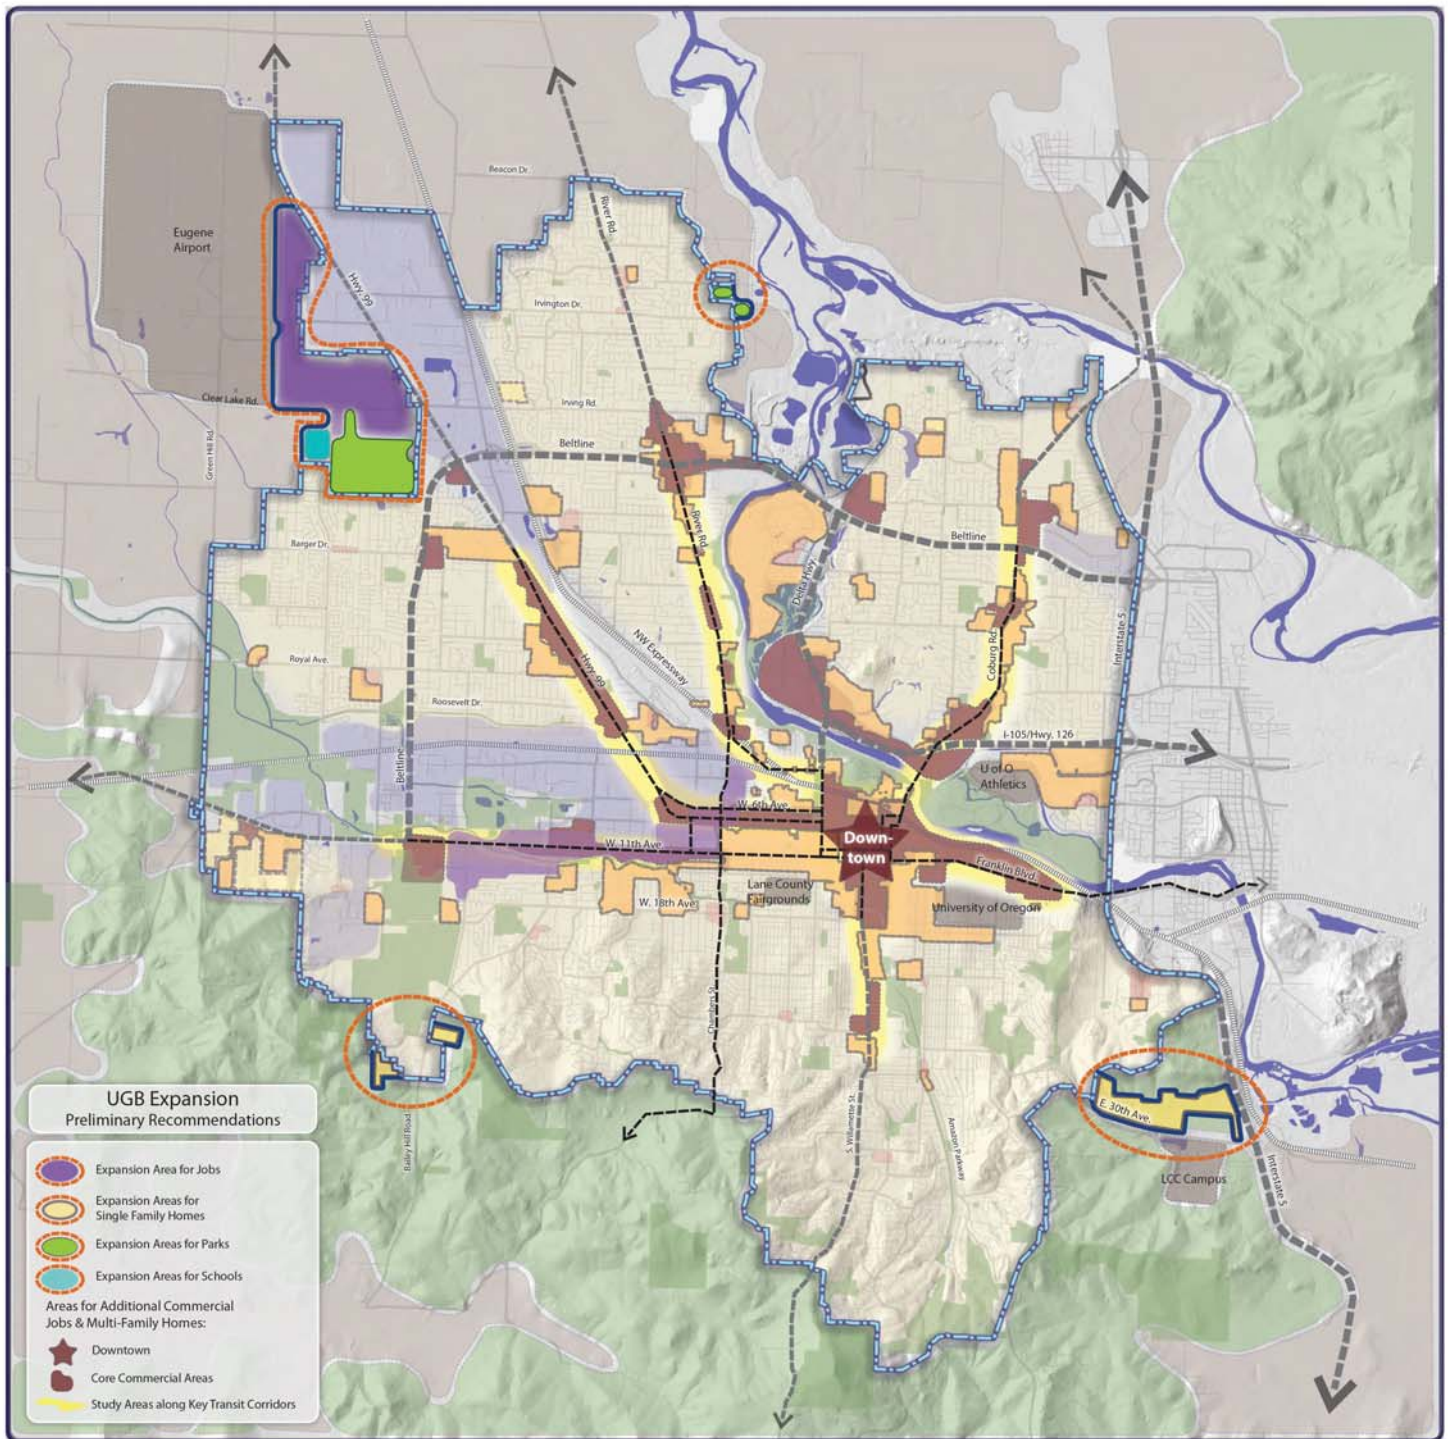 Beacon Dr.
River Rd.
Eugene
Airport
Hwy. 99
Irvington Dr.
Clear Lake Rd.
Irving Rd.
Green Hill Rd.
Beltline
River Rd.
Beltline
Barger Dr.
Delta Hwy.
NW Expressway
Coburg Rd.
Interstate 5
Royal Ave.
Hwy. 99
Roosevelt Dr.
I-105/Hwy. 126
Beltline
U of O
Athletics
W. 6th Ave.
Down-
town
W. 11th Ave.
Franklin Blvd.
Lane County
Fairgrounds
W. 18th Ave.
University of Oregon
Chambers St.
UGB Expansion
Preliminary Recommendations
E. 30th Ave.
S. Willamette St.
Amazon Parkway
Bailey Hill Road
LCC Campus
Interstate 5
Expansion Area for Jobs
Expansion Areas for
Single Family Homes
Expansion Areas for Parks
Expansion Areas for Schools
Areas for Additional Commercial
Jobs & Multi-Family Homes:
Downtown
Core Commercial Areas
Study Areas along Key Transit Corridors